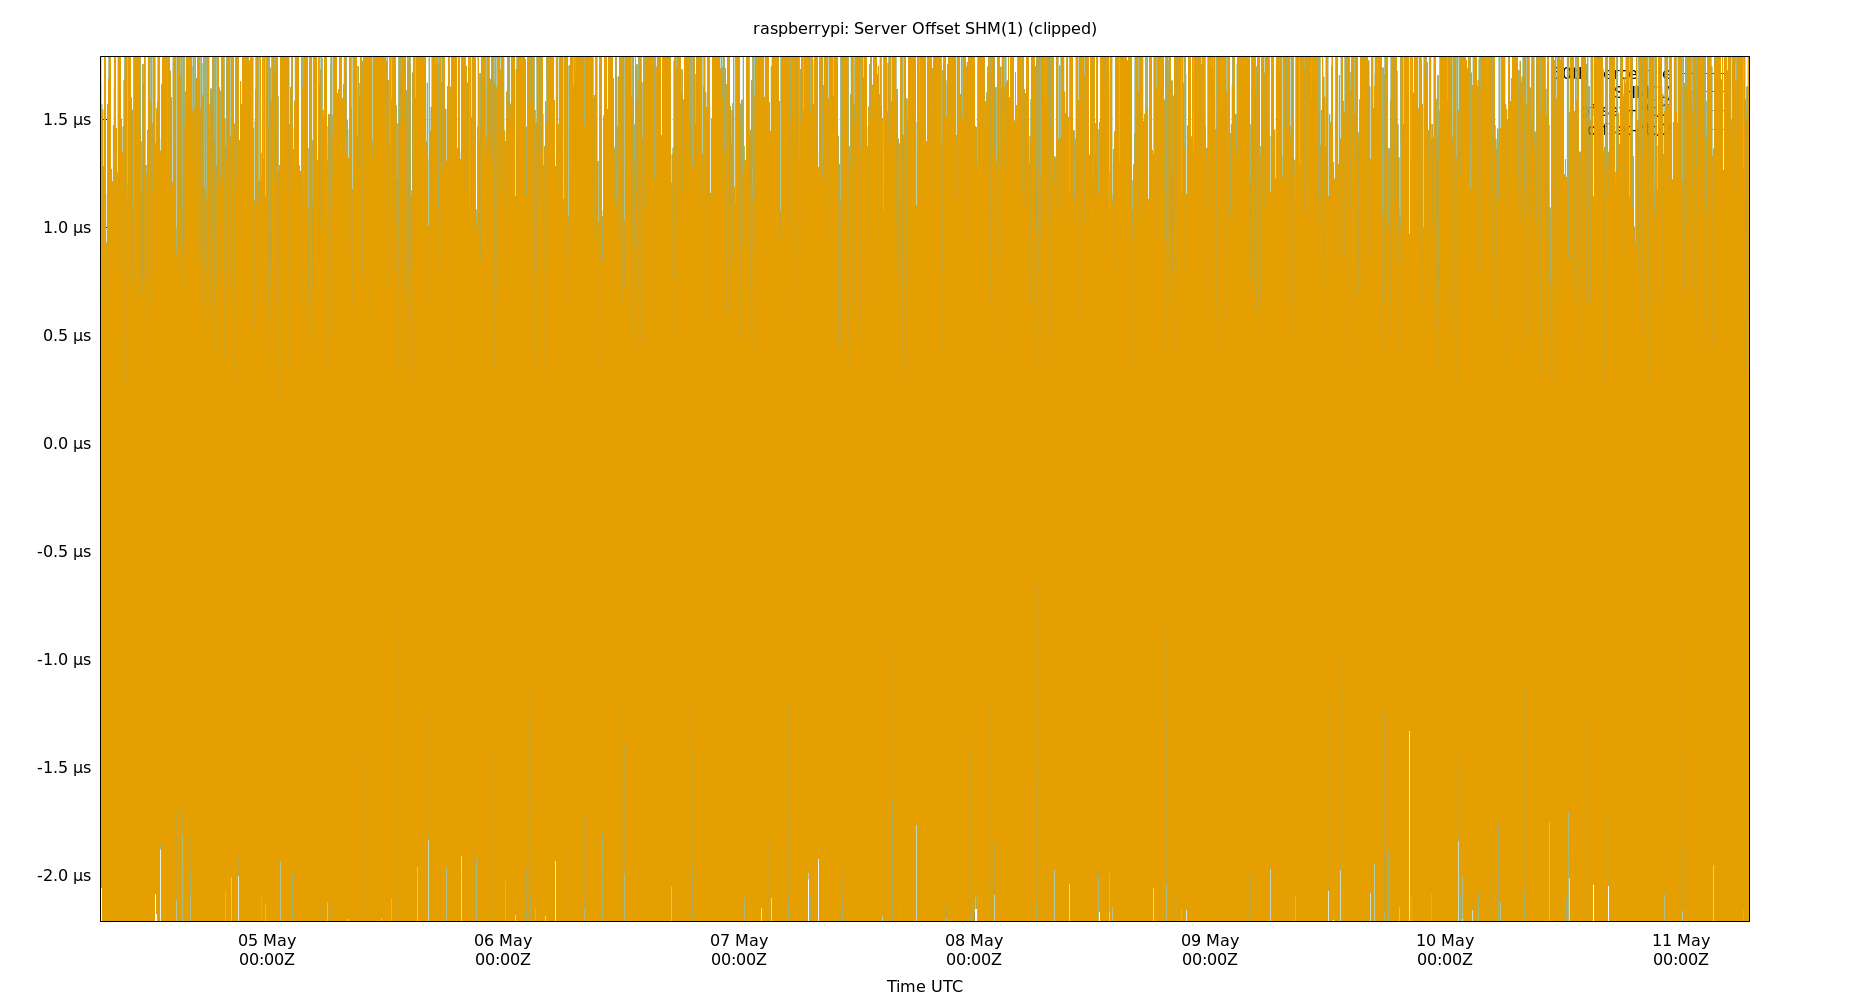 raspberrypi: Server Offset SHM(1) (clipped)
1.5 µs
1.0 µs
0.5 µs
0.0 µs
-0.5 µs
-1.0 µs
-1.5 µs
-2.0 µs
05 May 06 May 07 May 08 May 09 May 10 May 11 May
00:00Z 00:00Z 00:00Z 00:00Z 00:00Z 00:00Z 00:00Z
Time UTC